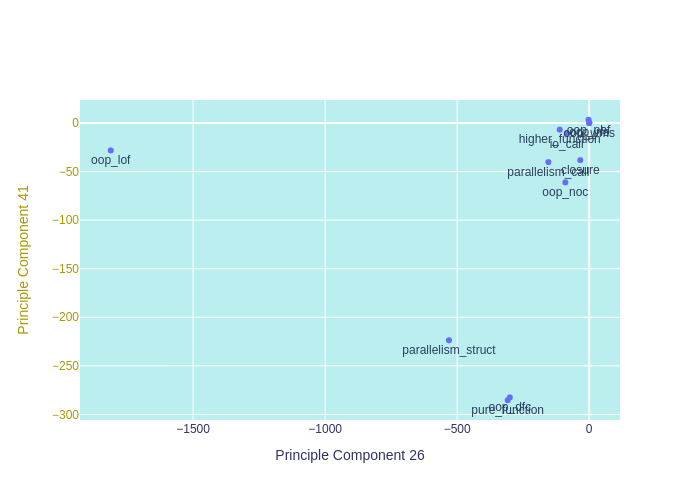 0
−50
−100
−150
−200
−250
−300
Principle Component 41
oop_lof
higher_function
io_call
closure
parallelism_call
oop_noc
parallelism_struct
oop_dfc
pure_function
−1500
−1000
−500
0
Principle Component 26